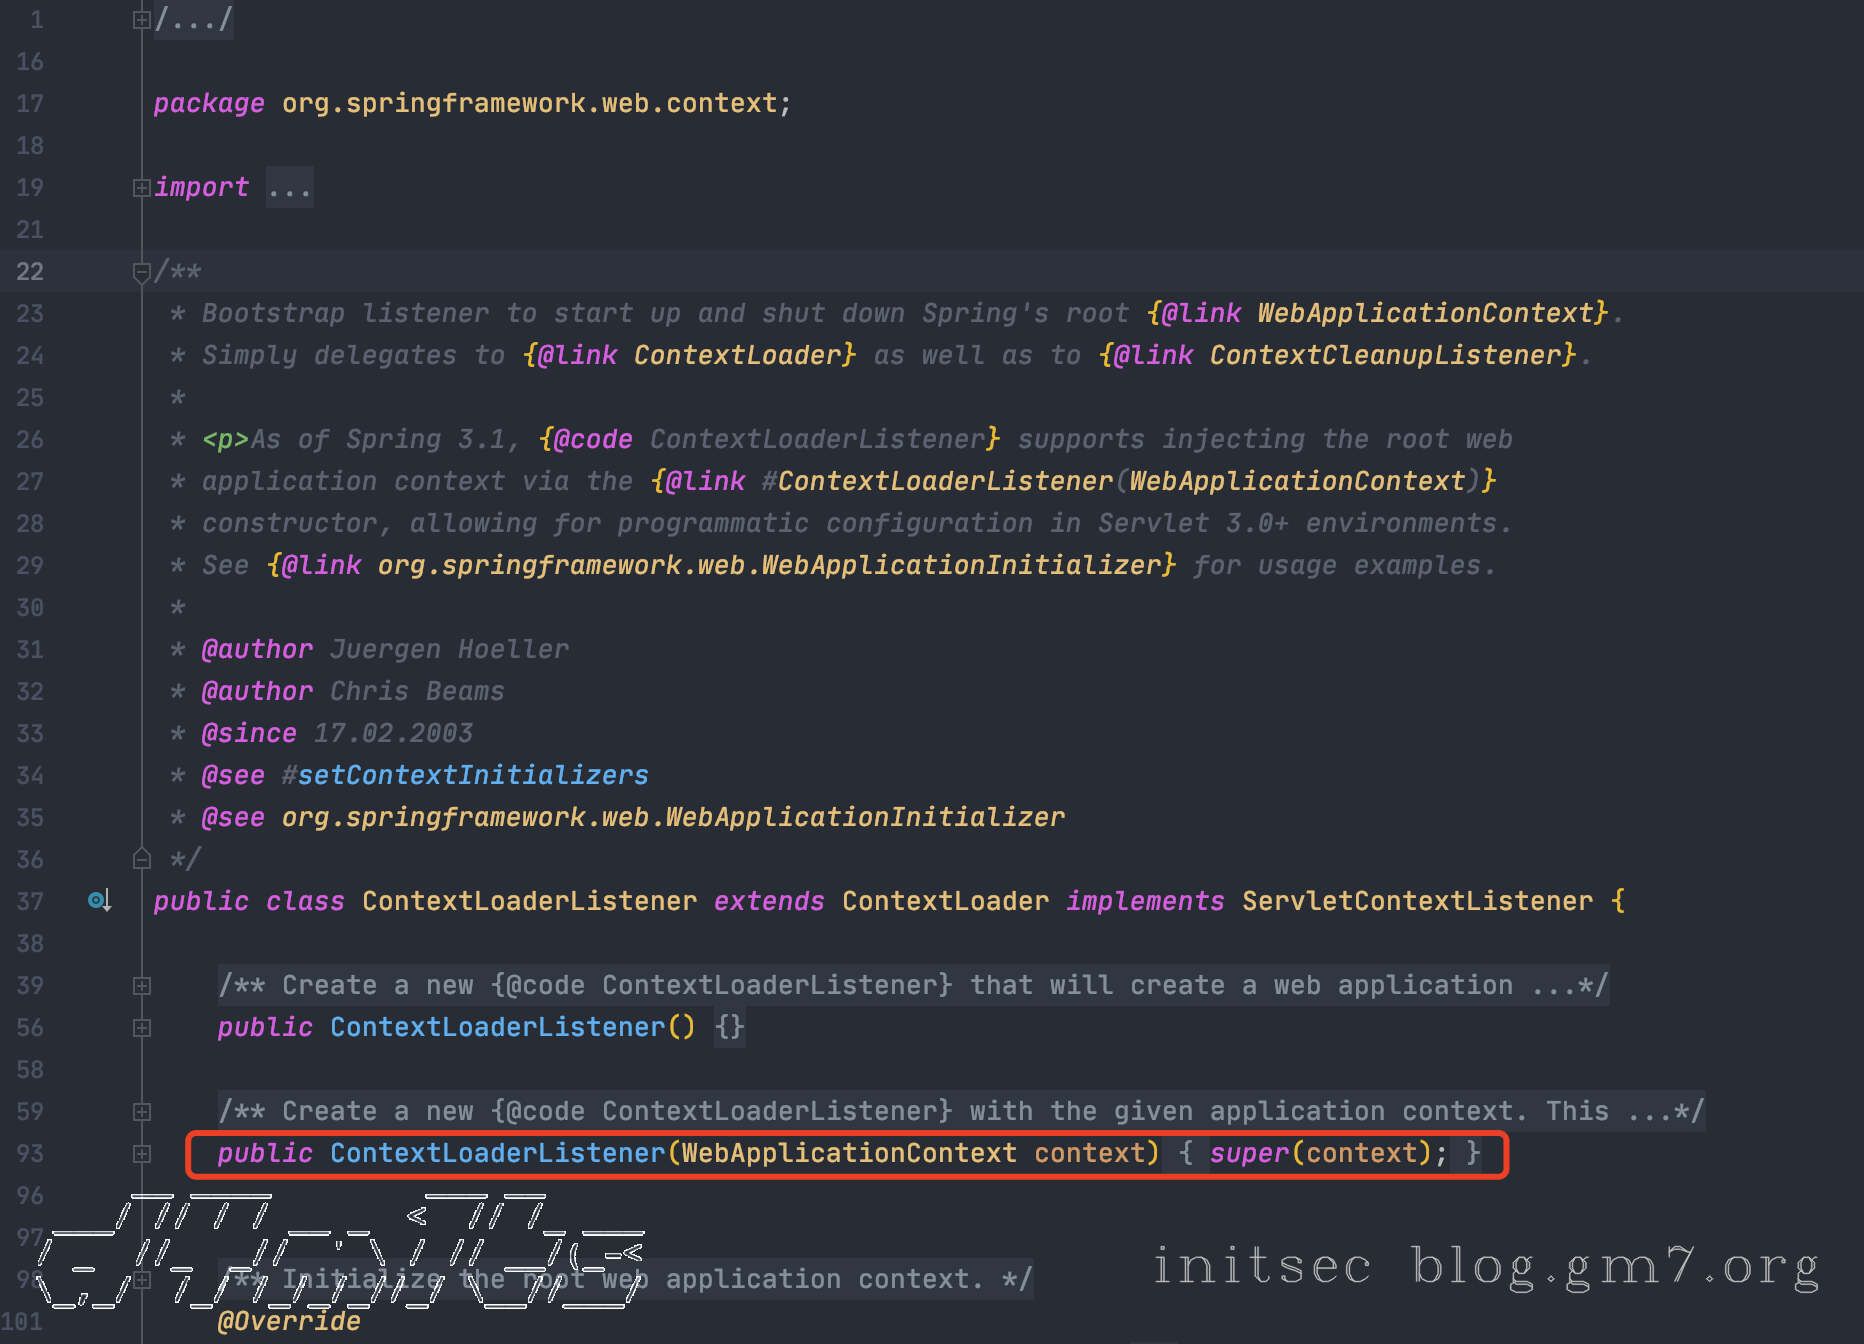 1 /.../
16
17 package org.springframework.web.context;
18
19 import ...
21
22 /**
23 * Bootstrap listener to start up and shut down Spring's root {@link WebApplicationContext}.
24 * Simply delegates to {@link ContextLoader} as well as to {@link ContextCleanupListener}.
25 *
26 * <p>As of Spring 3.1, {@code ContextLoaderListener} supports injecting the root web
27 * application context via the {@link #ContextLoaderListener(WebApplicationContext)}
28 * constructor, allowing for programmatic configuration in Servlet 3.0+ environments.
29 * See {@link org.springframework.web.WebApplicationInitializer} for usage examples.
30 *
31 * @author Juergen Hoeller
32 * @author Chris Beams
33 * @since 17.02.2003
34 * @see #setContextInitializers
35 * @see org.springframework.web.WebApplicationInitializer
36 */
37 public class ContextLoaderListener extends ContextLoader implements ServletContextListener {
38
39 /** Create a new {@code ContextLoaderListener} that will create a web application ...*/
56 public ContextLoaderListener() {}
58
59 /** Create a new {@code ContextLoaderListener} with the given application context. This ...*/
93 public ContextLoaderListener(WebApplicationContext context) { super(context); }
96
97
98 /** Initialize the root web application context. */
initsec blog.gm7.org
101 @Override